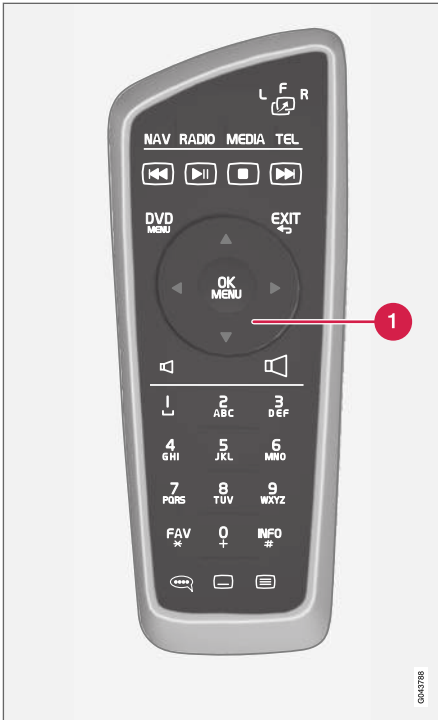 L F R
NAV RADIO MEDIA TEL
DVD MENU
EXIT
OK MENU
1
1 2 ABC 3 DEF
4 GHI 5 JKL 6 MNO
7 PQRS 8 TUV 9 WXYZ
FAV * 0 + INFO #
G043788